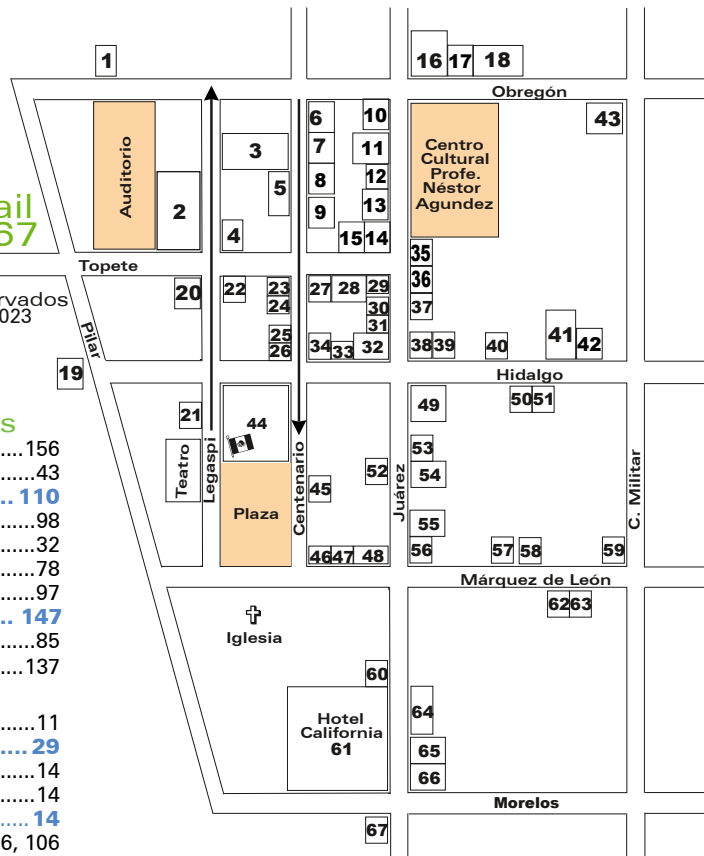 1
16 17 18
Obregón
Auditorio
2
3
5
4
6
7
8
9
10
11
12
13
15 14
Centro
Cultural
Profe.
Néstor
Agundez
43
35
36
37
ail
67
Topete
rvados
023
Pilar
19
20
22
23
24
25
26
27 28 29
30
31
34 33 32
38 39
40
41 42
Hidalgo
21
Teatro
Legaspi
44
Plaza
Centenario
45
52
46 47 48
Juárez
49
50 51
53
54
55
56
57 58
59
C. Militar
Márquez de León
62 63
Iglesia
60
Hotel
California
61
64
65
66
Morelos
67
s
.....156
.......43
.. 110
.......98
.......32
.......78
.......97
.. 147
......85
....137
......11
.... 29
......14
......14
..... 14
6, 106